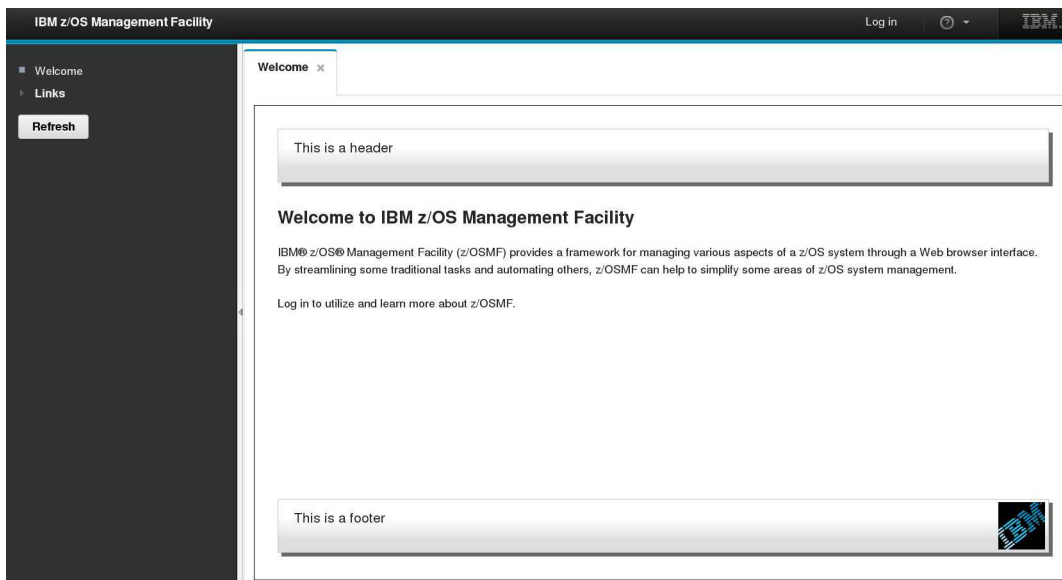 IBM z/OS Management Facility
Log in
IBM.
Welcome
Links
Refresh
Welcome
This is a header
Welcome to IBM z/OS Management Facility
IBM® z/OS® Management Facility (z/OSMF) provides a framework for managing various aspects of a z/OS system through a Web browser interface.
By streamlining some traditional tasks and automating others, z/OSMF can help to simplify some areas of z/OS system management.
Log in to utilize and learn more about z/OSMF.
This is a footer
IBM